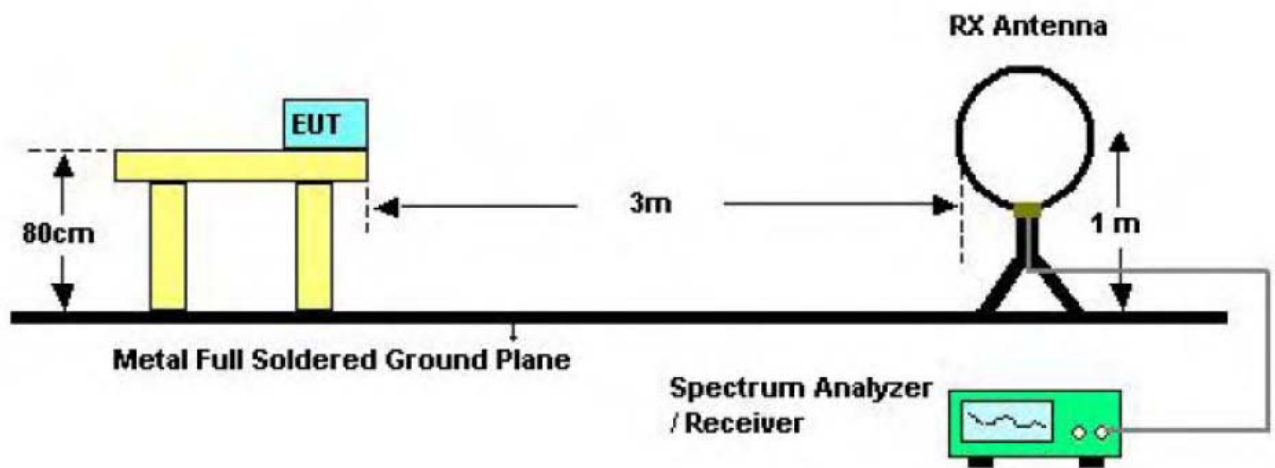 RX Antenna
EUT
80cm
3m
1 m
Metal Full Soldered Ground Plane
Spectrum Analyzer
/ Receiver